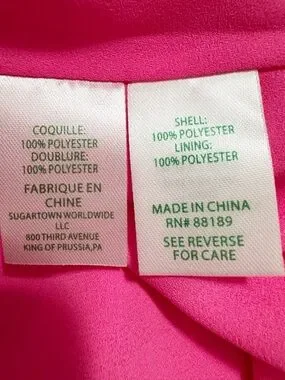 COQUILLE:
100% POLYESTER
DOUBLURE:
100% POLYESTER
FABRIQUE EN
CHINE
SUGARTOWN WORLDWIDE
LLC
800 THIRD AVENUE
KING OF PRUSSIA,PA
SHELL:
100% POLYESTER
LINING:
100% POLYESTER
MADE IN CHINA
RN# 88189
SEE REVERSE
FOR CARE